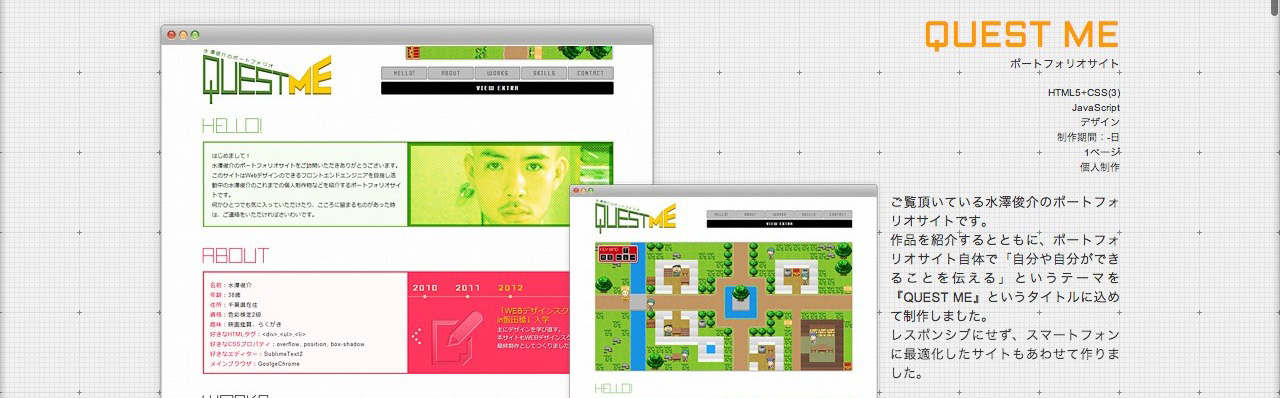 水澤俊介のポートフォリオ
QUESTME
HELLO!
ABOUT
WORKS
SKILLS
CONTACT
VIEW EXTRA
HELLO!
はじめまして！
水澤俊介のポートフォリオサイトをご訪問いただきありがとうございます。
このサイトはWebデザインのできるフロントエンドエンジニアを目指し活
動中の水澤俊介のこれまでの個人制作物などを紹介するポートフォリオサイ
トです。
何かひとつでも気に入っていただけたり、こころに留まるものがあった時
は、ご連絡をいただければさいわいです。
ABOUT
名前：水澤俊介
年齢：38歳
住所：千葉県在住
資格：色彩検定2級
趣味：映画鑑賞、らくがき
好きなHTMLタグ：<div>,<ul>,<li>
好きなCSSプロパティ：overflow, position, box-shadow
好きなエディター：SublimeText2
メインブラウザ：GoolgeChrome
2010
2011
2012
「WEBデザインスク
in飯田橋」入学
主にデザインを学び直す。
本サイトもWEBデザインス
最終制作としてつくりました
WORKS
QUESTME
HELLO!
ABOUT
WORKS
SKILLS
CONTACT
VIEW EXTRA
HELLO!
QUEST ME
ポートフォリオサイト
HTML5+CSS(3)
JavaScript
デザイン
制作期間：-日
1ページ
個人制作
ご覧頂いている水澤俊介のポートフォ
リオサイトです。
作品を紹介するとともに、ポートフォ
リオサイト自体で「自分や自分ができ
ることを伝える」というテーマを
『QUEST ME』というタイトルに込め
て制作しました。
レスポンシブにせず、スマートフォン
に最適化したサイトもあわせて作りま
した。